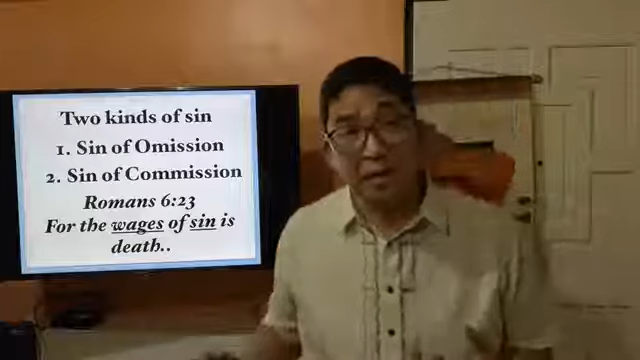 Two kinds of sin
1. Sin of Omission
2. Sin of Commission
Romans 6:23
For the wages of sin is
death..